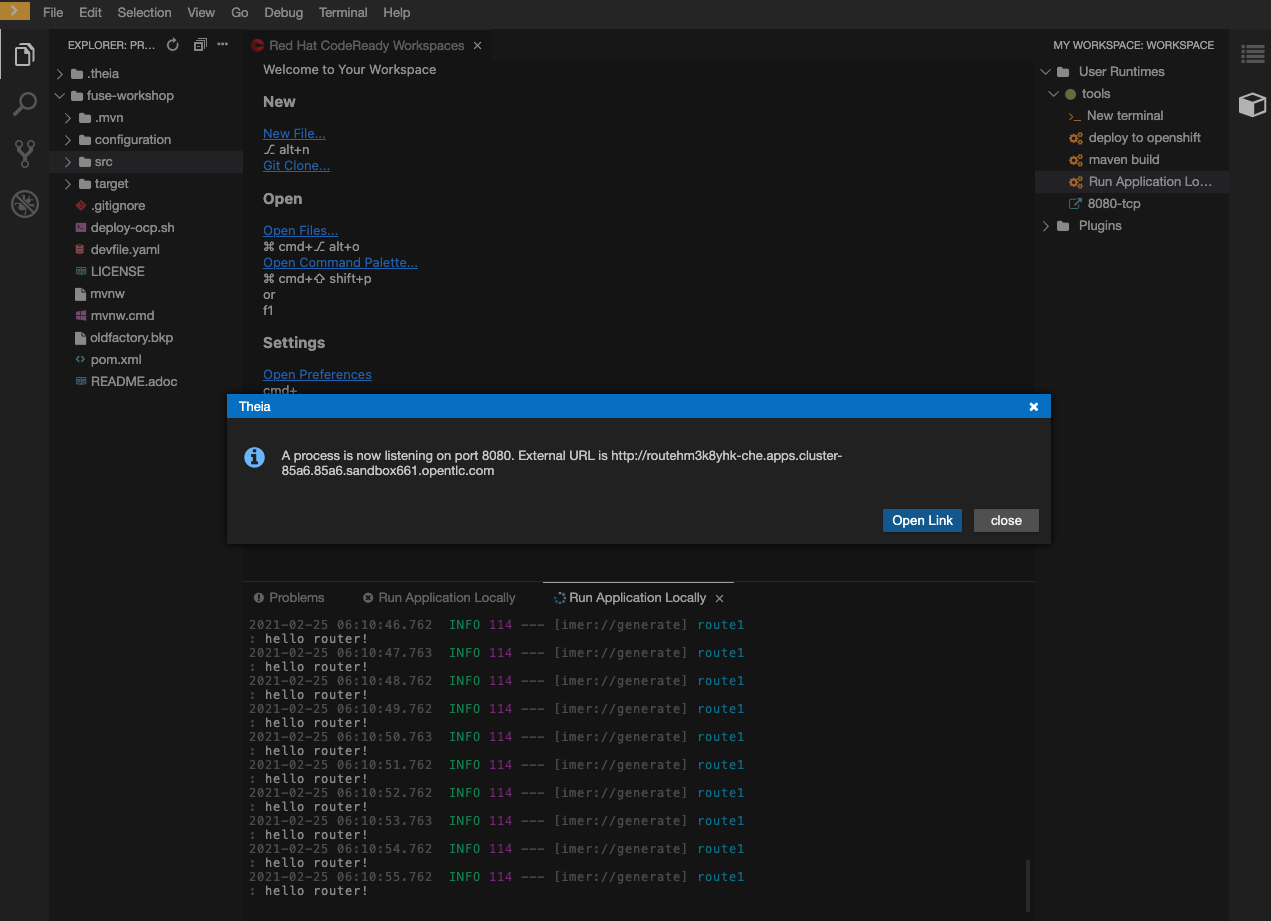 File Edit Selection View Go Debug Terminal Help
EXPLORER: PR...
.theia
fuse-workshop
.mvn
configuration
src
target
.gitignore
deploy-ocp.sh
devfile.yaml
LICENSE
mvnw
mvnw.cmd
oldfactory.bkp
pom.xml
README.adoc
Red Hat CodeReady Workspaces
Welcome to Your Workspace
New
New File...
⌥ alt+n
Git Clone...
Open
Open Files...
⌘ cmd+⌥ alt+o
Open Command Palette...
⌘ cmd+⇧ shift+p
or
f1
Settings
Open Preferences
cmd+,
MY WORKSPACE: WORKSPACE
User Runtimes
tools
New terminal
deploy to openshift
maven build
Run Application Lo...
8080-tcp
Plugins
Theia
A process is now listening on port 8080. External URL is http://routehm3k8yhk-che.apps.cluster-
85a6.85a6.sandbox661.opentlc.com
Open Link close
Problems Run Application Locally Run Application Locally
2021-02-25 06:10:46.762 INFO 114 --- [imer://generate] route1
: hello router!
2021-02-25 06:10:47.763 INFO 114 --- [imer://generate] route1
: hello router!
2021-02-25 06:10:48.762 INFO 114 --- [imer://generate] route1
: hello router!
2021-02-25 06:10:49.762 INFO 114 --- [imer://generate] route1
: hello router!
2021-02-25 06:10:50.763 INFO 114 --- [imer://generate] route1
: hello router!
2021-02-25 06:10:51.762 INFO 114 --- [imer://generate] route1
: hello router!
2021-02-25 06:10:52.762 INFO 114 --- [imer://generate] route1
: hello router!
2021-02-25 06:10:53.763 INFO 114 --- [imer://generate] route1
: hello router!
2021-02-25 06:10:54.762 INFO 114 --- [imer://generate] route1
: hello router!
2021-02-25 06:10:55.762 INFO 114 --- [imer://generate] route1
: hello router!